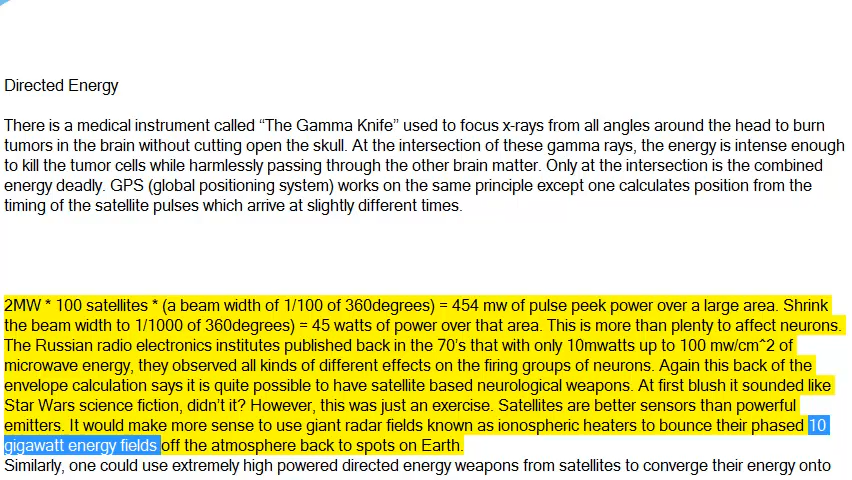 Directed Energy
There is a medical instrument called “The Gamma Knife” used to focus x-rays from all angles around the head to burn
tumors in the brain without cutting open the skull. At the intersection of these gamma rays, the energy is intense enough
to kill the tumor cells while harmlessly passing through the other brain matter. Only at the intersection is the combined
energy deadly. GPS (global positioning system) works on the same principle except one calculates position from the
timing of the satellite pulses which arrive at slightly different times.
2MW * 100 satellites * (a beam width of 1/100 of 360degrees) = 454 mw of pulse peek power over a large area. Shrink
the beam width to 1/1000 of 360degrees) = 45 watts of power over that area. This is more than plenty to affect neurons.
The Russian radio electronics institutes published back in the 70’s that with only 10mwatts up to 100 mw/cm^2 of
microwave energy, they observed all kinds of different effects on the firing groups of neurons. Again this back of the
envelope calculation says it is quite possible to have satellite based neurological weapons. At first blush it sounded like
Star Wars science fiction, didn’t it? However, this was just an exercise. Satellites are better sensors than powerful
emitters. It would make more sense to use giant radar fields known as ionospheric heaters to bounce their phased 10
gigawatt energy fields off the atmosphere back to spots on Earth.
Similarly, one could use extremely high powered directed energy weapons from satellites to converge their energy onto